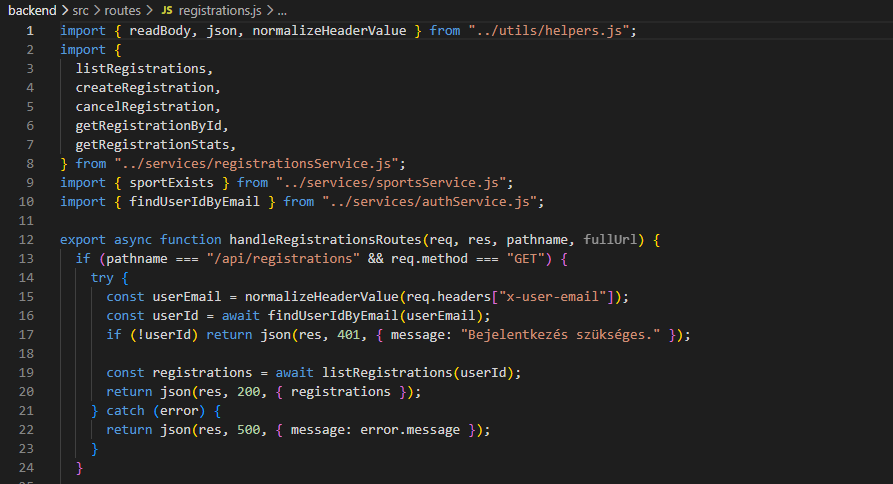 backend > src > routes > JS registrations.js > ...
1 import { readBody, json, normalizeHeaderValue } from "../utils/helpers.js";
2 import {
3   listRegistrations,
4   createRegistration,
5   cancelRegistration,
6   getRegistrationById,
7   getRegistrationStats,
8 } from "../services/registrationsService.js";
9 import { sportExists } from "../services/sportsService.js";
10 import { findUserIdByEmail } from "../services/authService.js";
11
12 export async function handleRegistrationsRoutes(req, res, pathname, fullUrl) {
13   if (pathname === "/api/registrations" && req.method === "GET") {
14     try {
15       const userEmail = normalizeHeaderValue(req.headers["x-user-email"]);
16       const userId = await findUserIdByEmail(userEmail);
17       if (!userId) return json(res, 401, { message: "Bejelentkezés szükséges." });
18
19       const registrations = await listRegistrations(userId);
20       return json(res, 200, { registrations });
21     } catch (error) {
22       return json(res, 500, { message: error.message });
23     }
24   }